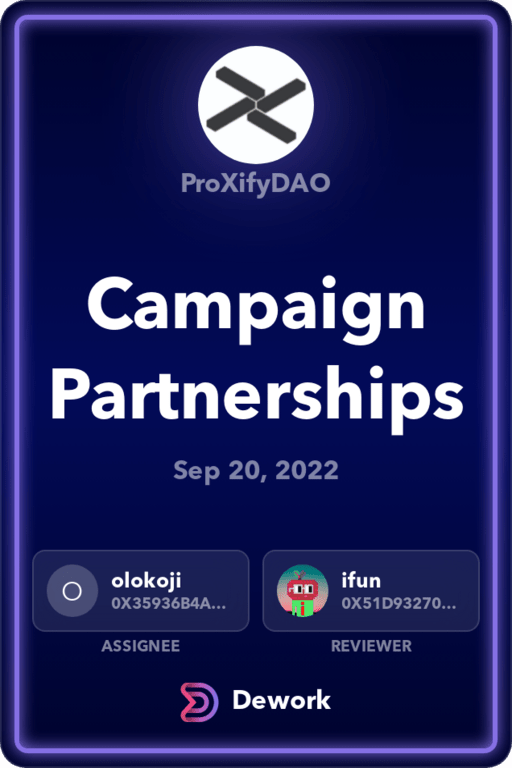 ProXifyDAO
Campaign
Partnerships
Sep 20, 2022
O
olokoji
0X35936B4A...
ifun
0X51D93270...
ASSIGNEE
REVIEWER
Dework